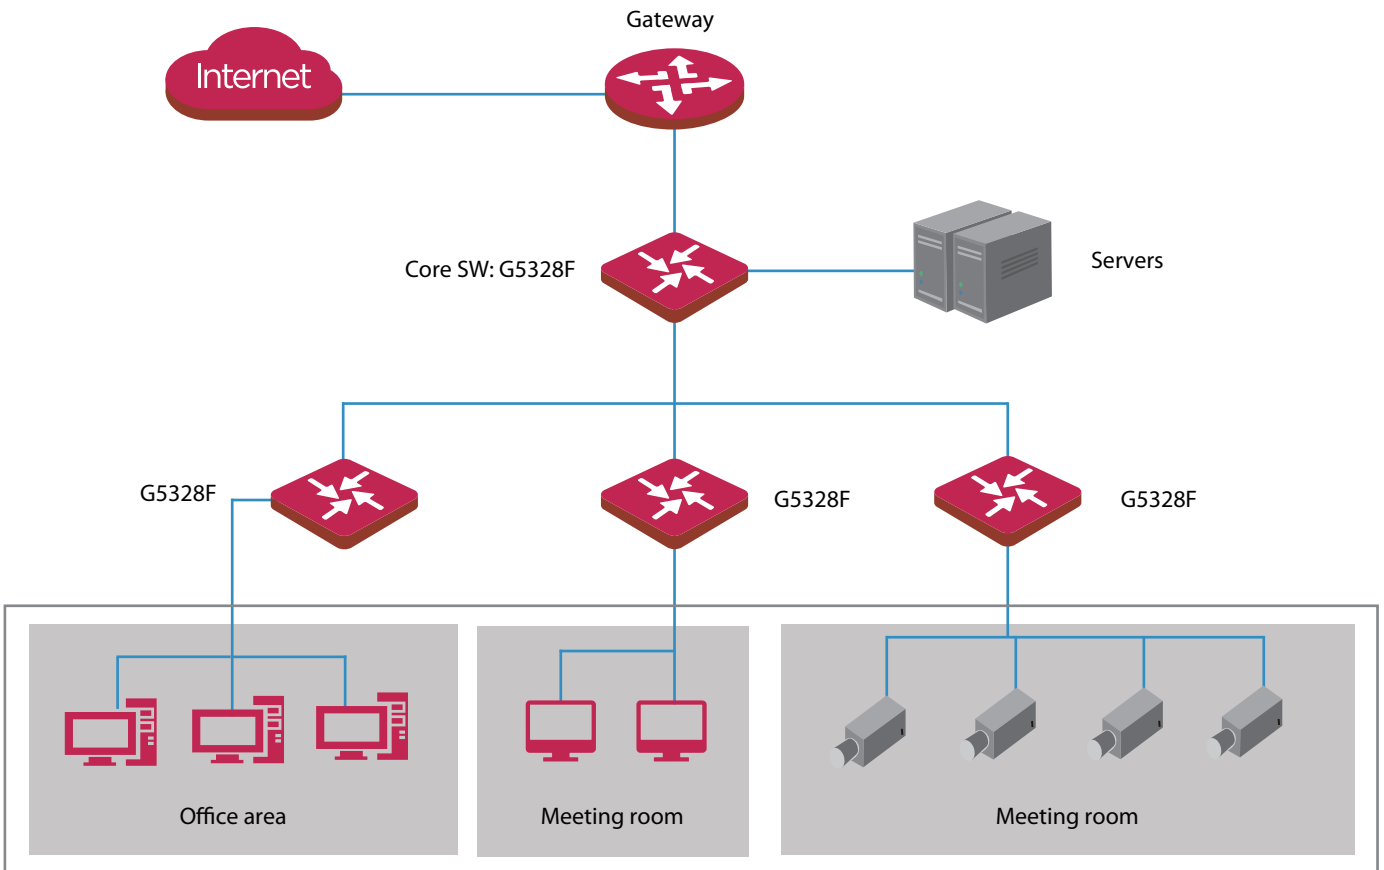 Gateway
Internet
Core SW: G5328F
Servers
G5328F
G5328F
G5328F
Office area
Meeting room
Meeting room